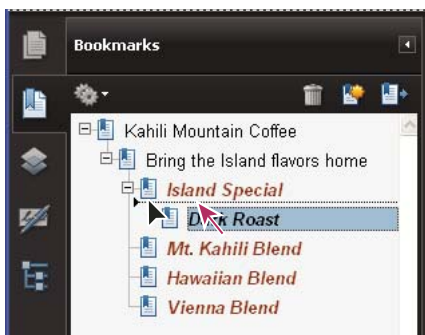 Bookmarks
Kahili Mountain Coffee
Bring the Island flavors home
Island Special
Dark Roast
Mt. Kahili Blend
Hawaiian Blend
Vienna Blend